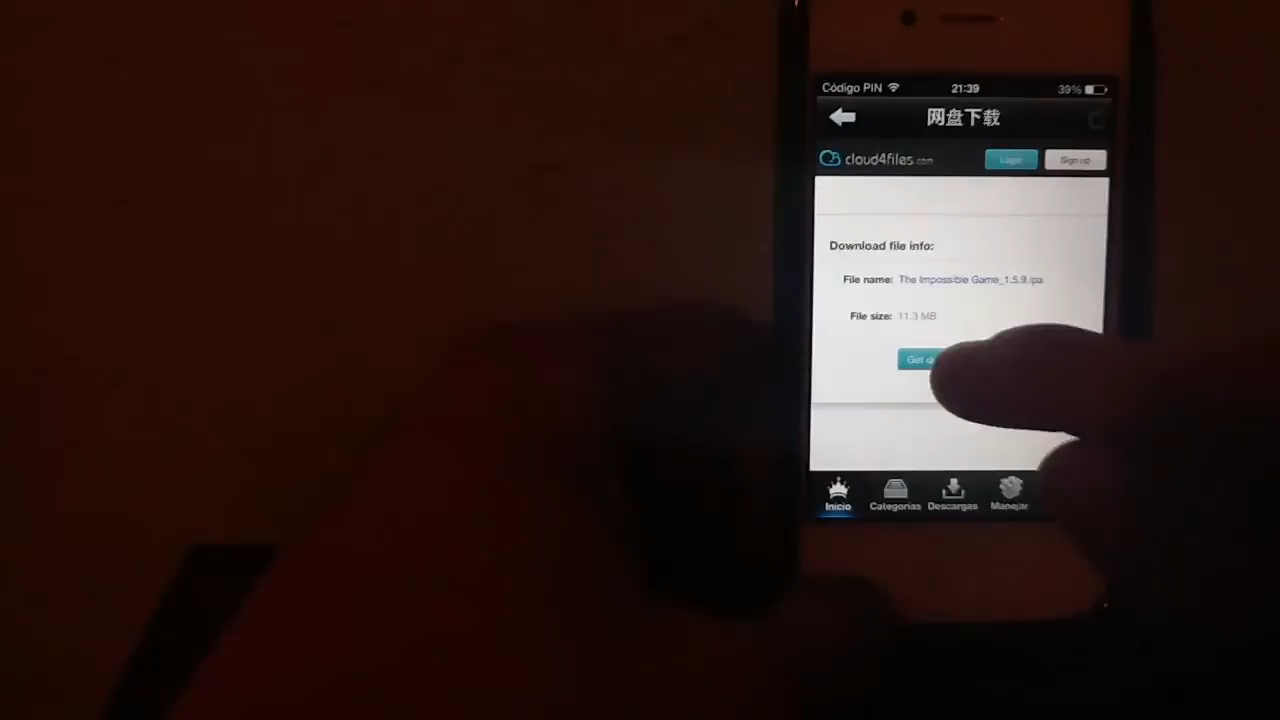 Código PIN 21:39 39%
网盘下载
cloud4files.com Login Sign up
Download file info:
File name: The Impossible Game_1.5.9.ipa
File size: 11.3 MB
Get
Inicio Categorias Descargas Manejar